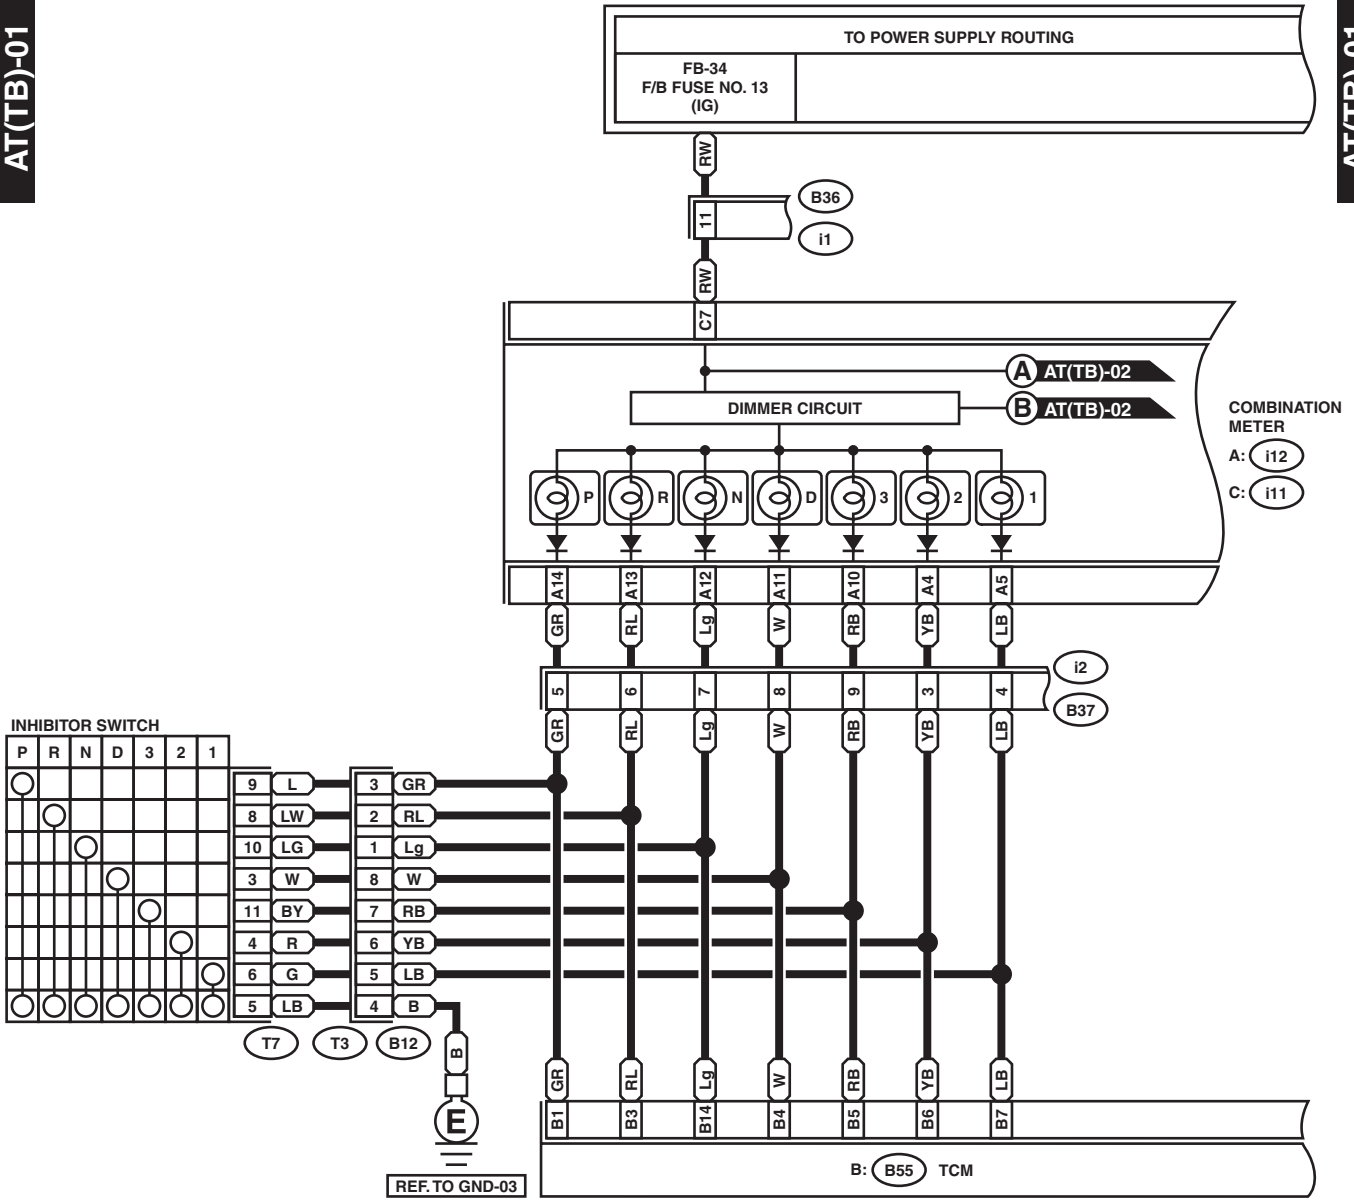 AT(TB)-01
AT(TB)-01
TO POWER SUPPLY ROUTING
FB-34
F/B FUSE NO. 13
(IG)
RW
11
B36
i1
RW
C7
A AT(TB)-02
DIMMER CIRCUIT
B AT(TB)-02
COMBINATION
METER
A: i12
C: i11
P R N D 3 2 1
A14 A13 A12 A11 A10 A4 A5
GR RL Lg W RB YB LB
i2
5 6 7 8 9 3 4
B37
GR RL Lg W RB YB LB
INHIBITOR SWITCH
P R N D 3 2 1
9 L 3 GR
8 LW 2 RL
10 LG 1 Lg
3 W 8 W
11 BY 7 RB
4 R 6 YB
6 G 5 LB
5 LB 4 B
T7 T3 B12
B
E
REF. TO GND-03
GR RL Lg W RB YB LB
B1 B3 B14 B4 B5 B6 B7
B: B55 TCM